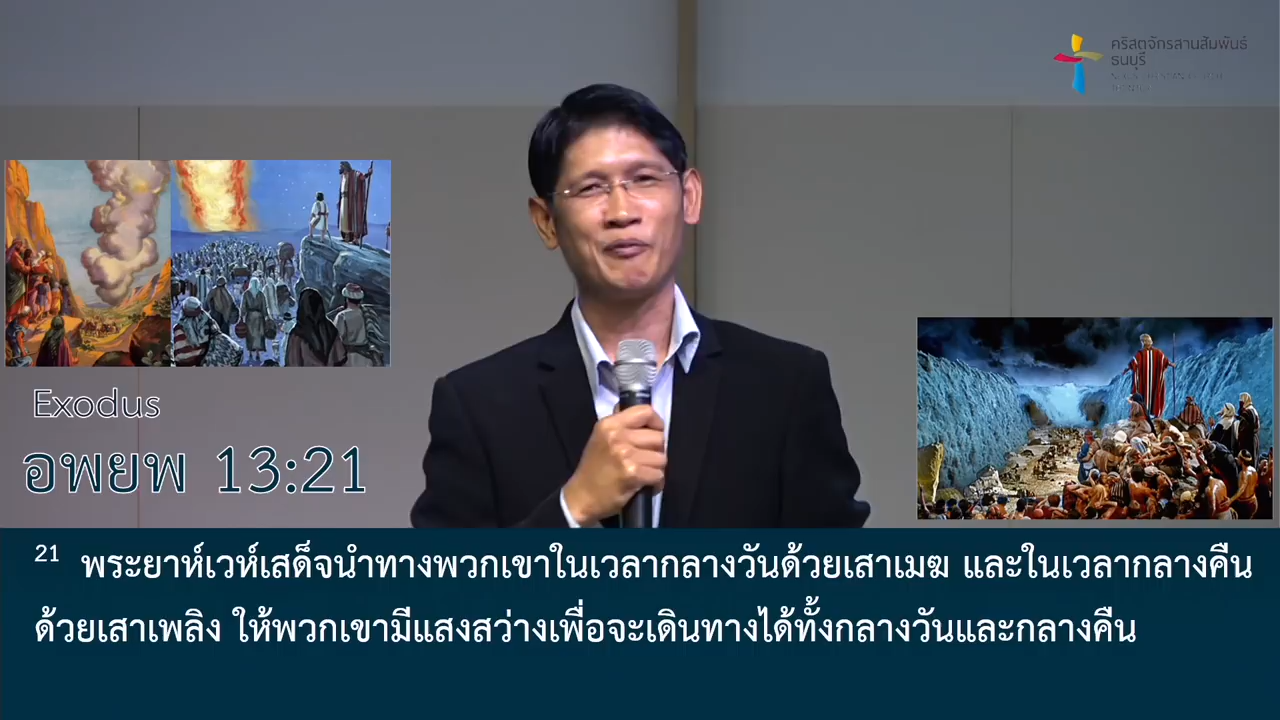 คริสตจักรสานสัมพันธ์
ธนบุรี
Exodus
อพยพ 13:21
21 พระยาห์เวห์เสด็จนำทางพวกเขาในเวลากลางวันด้วยเสาเมฆ และในเวลากลางคืน
ด้วยเสาเพลิง ให้พวกเขามีแสงสว่างเพื่อจะเดินทางได้ทั้งกลางวันและกลางคืน